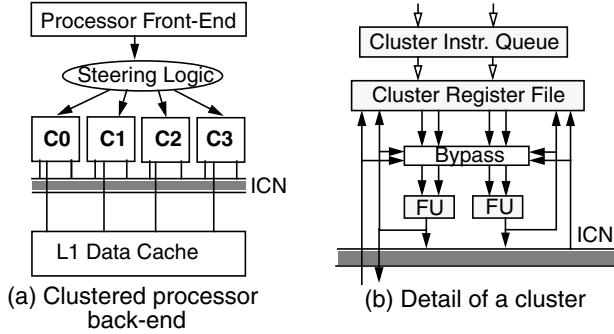 Processor Front-End
Steering Logic
C0 C1 C2 C3
ICN
L1 Data Cache
(a) Clustered processor
back-end
Cluster Instr. Queue
Cluster Register File
Bypass
FU FU
ICN
(b) Detail of a cluster